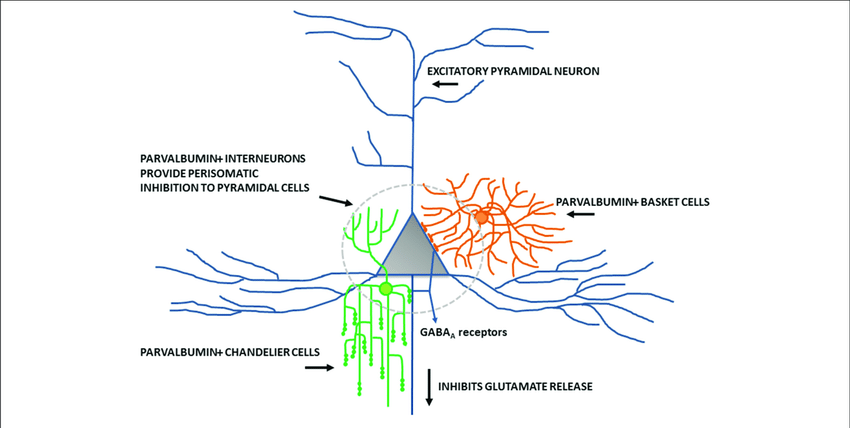 EXCITATORY PYRAMIDAL NEURON
PARVALBUMIN+ INTERNEURONS
PROVIDE PERISOMATIC
INHIBITION TO PYRAMIDAL CELLS
PARVALBUMIN+ BASKET CELLS
GABAA receptors
PARVALBUMIN+ CHANDELIER CELLS
INHIBITS GLUTAMATE RELEASE